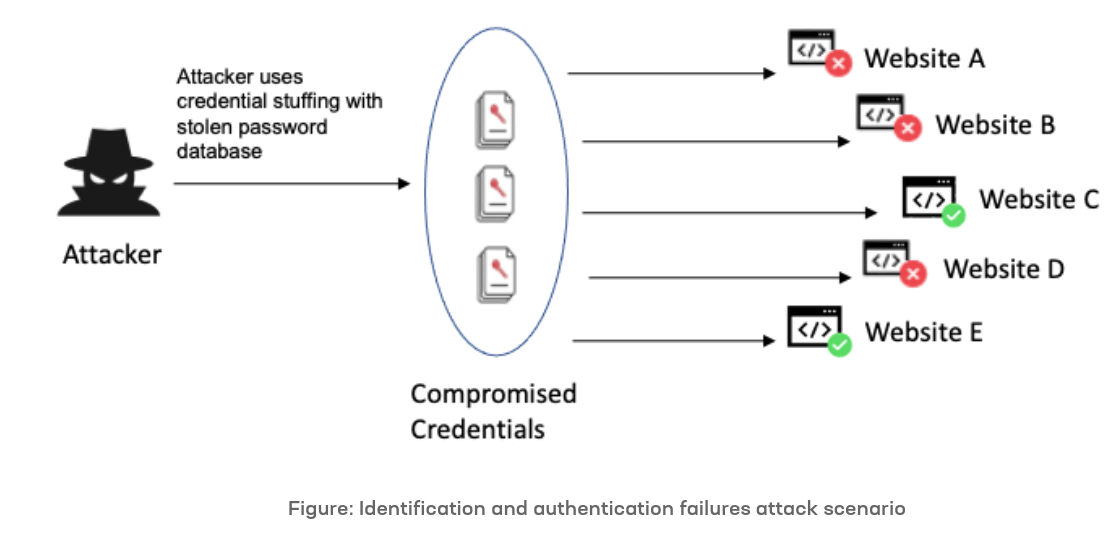 Attacker uses
credential stuffing with
stolen password
database
Attacker
Compromised
Credentials
</> Website A
</> Website B
</> Website C
</> Website D
</> Website E
Figure: Identification and authentication failures attack scenario